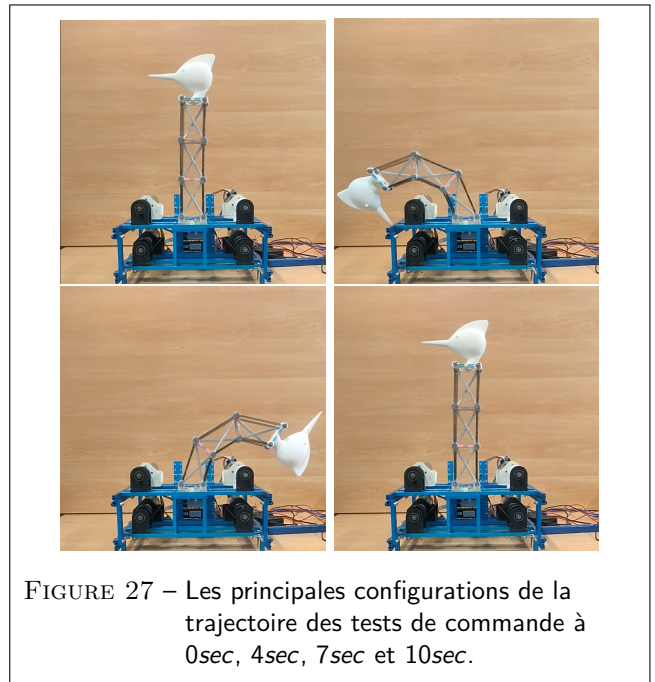 FIGURE 27 – Les principales configurations de la
trajectoire des tests de commande à
0sec, 4sec, 7sec et 10sec.